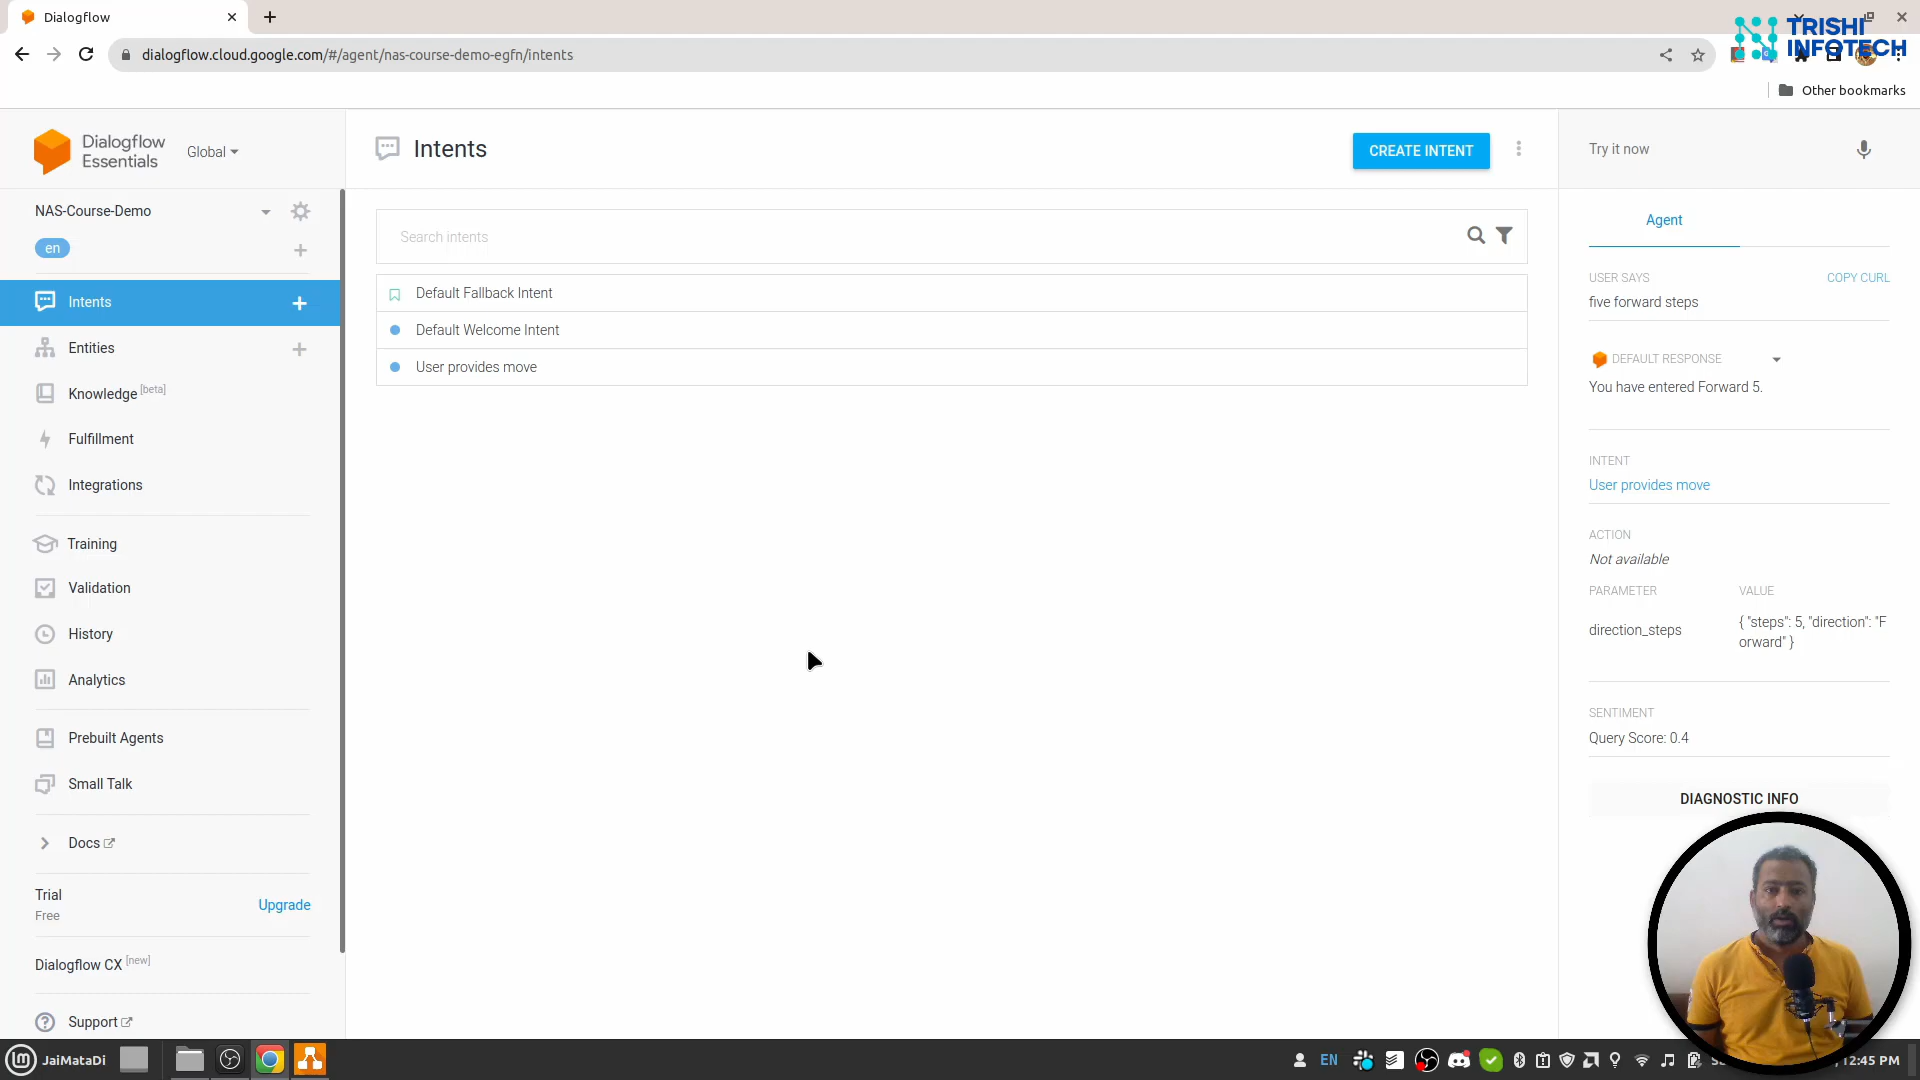 Dialogflow
dialogflow.cloud.google.com/#/agent/nas-course-demo-egfn/intents
TRISHI
INFOTECH
Other bookmarks
Dialogflow
Essentials
Global
Intents
CREATE INTENT
Try it now
NAS-Course-Demo
en
Intents
Entities
Knowledge [beta]
Fulfillment
Integrations
Training
Validation
History
Analytics
Prebuilt Agents
Small Talk
Docs
Trial
Free
Upgrade
Dialogflow CX [new]
Support
Search intents
Default Fallback Intent
Default Welcome Intent
User provides move
Agent
USER SAYS
COPY CURL
five forward steps
DEFAULT RESPONSE
You have entered Forward 5.
INTENT
User provides move
ACTION
Not available
PARAMETER
VALUE
direction_steps
{ "steps": 5, "direction": "F
orward" }
SENTIMENT
Query Score: 0.4
DIAGNOSTIC INFO
JaiMataDi
EN
12:45 PM